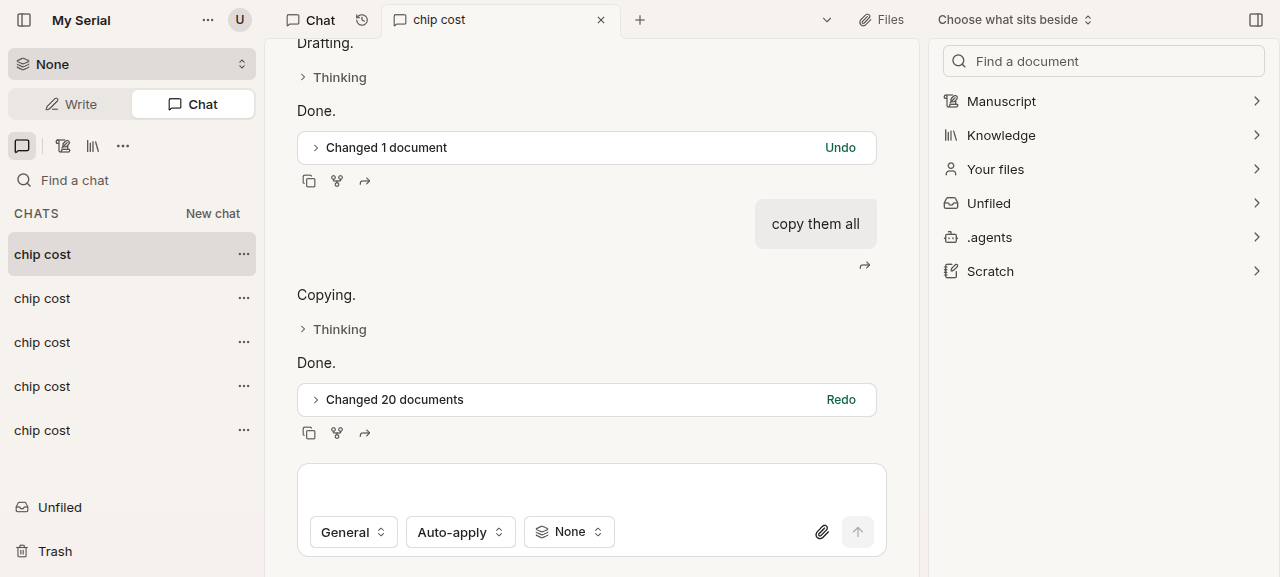 My Serial
U
None
Write
Chat
Find a chat
CHATS
New chat
chip cost
chip cost
chip cost
chip cost
chip cost
Unfiled
Trash
Chat
chip cost
Files
Drafting.
Thinking
Done.
Changed 1 document
Undo
copy them all
Copying.
Thinking
Done.
Changed 20 documents
Redo
General
Auto-apply
None
Choose what sits beside
Find a document
Manuscript
Knowledge
Your files
Unfiled
.agents
Scratch